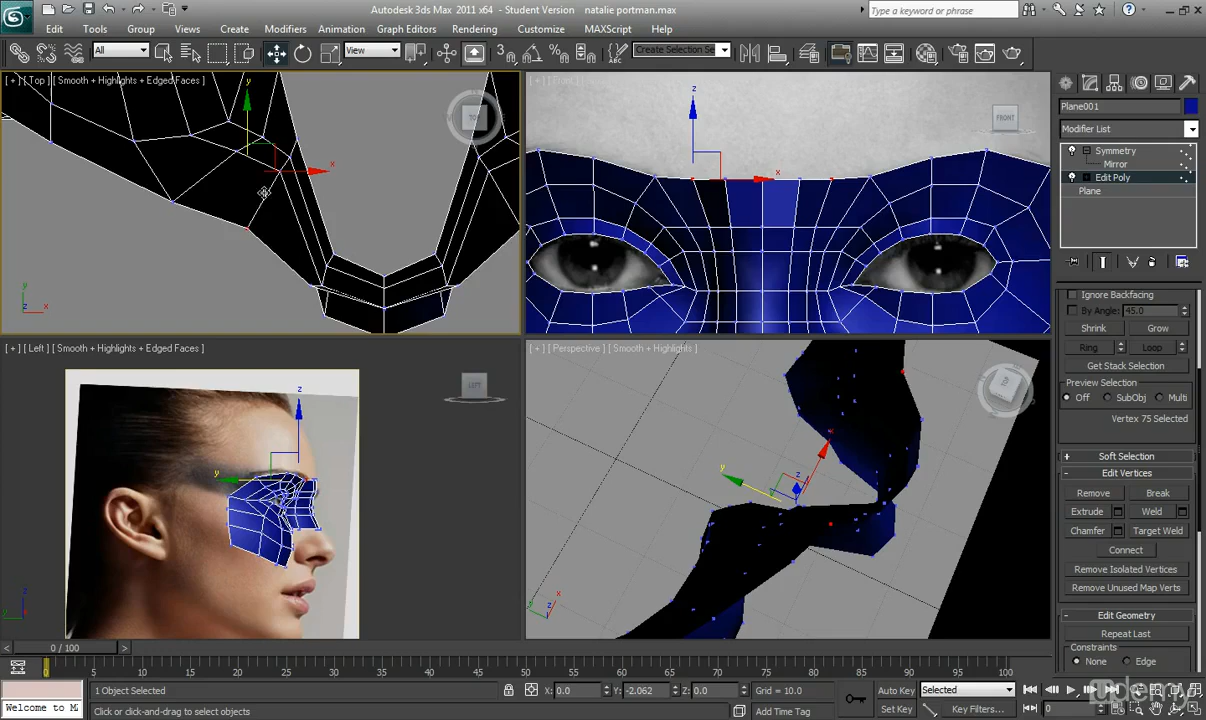 Autodesk 3ds Max 2011 x64 - Student Version natalie portman.max
Type a keyword or phrase
Edit Tools Group Views Create Modifiers Animation Graph Editors Rendering Customize MAXScript Help
All View Create Selection Se
[ + ] [ Top ] [ Smooth + Highlights + Edged Faces ]
TOP
FRONT
[ + ] [ Left ] [ Smooth + Highlights + Edged Faces ]
LEFT
[ + ] [ Perspective ] [ Smooth + Highlights ]
Plane001
Modifier List
Symmetry
Mirror
Edit Poly
Plane
Ignore Backfacing
By Angle: 45.0
Shrink Grow
Ring Loop
Get Stack Selection
Preview Selection
Off SubObj Multi
Vertex 75 Selected
Soft Selection
Edit Vertices
Remove Break
Extrude Weld
Chamfer Target Weld
Connect
Remove Isolated Vertices
Remove Unused Map Verts
Edit Geometry
Repeat Last
Constraints
None Edge
0 / 100
0 5 10 15 20 25 30 35 40 45 50 55 60 65 70 75 80 85 90 95 100
1 Object Selected X: 0.0 Y: -2.062 Z: 0.0 Grid = 10.0 Auto Key Selected
Welcome to MA Click or click-and-drag to select objects Add Time Tag Set Key Key Filters... 0
udemy